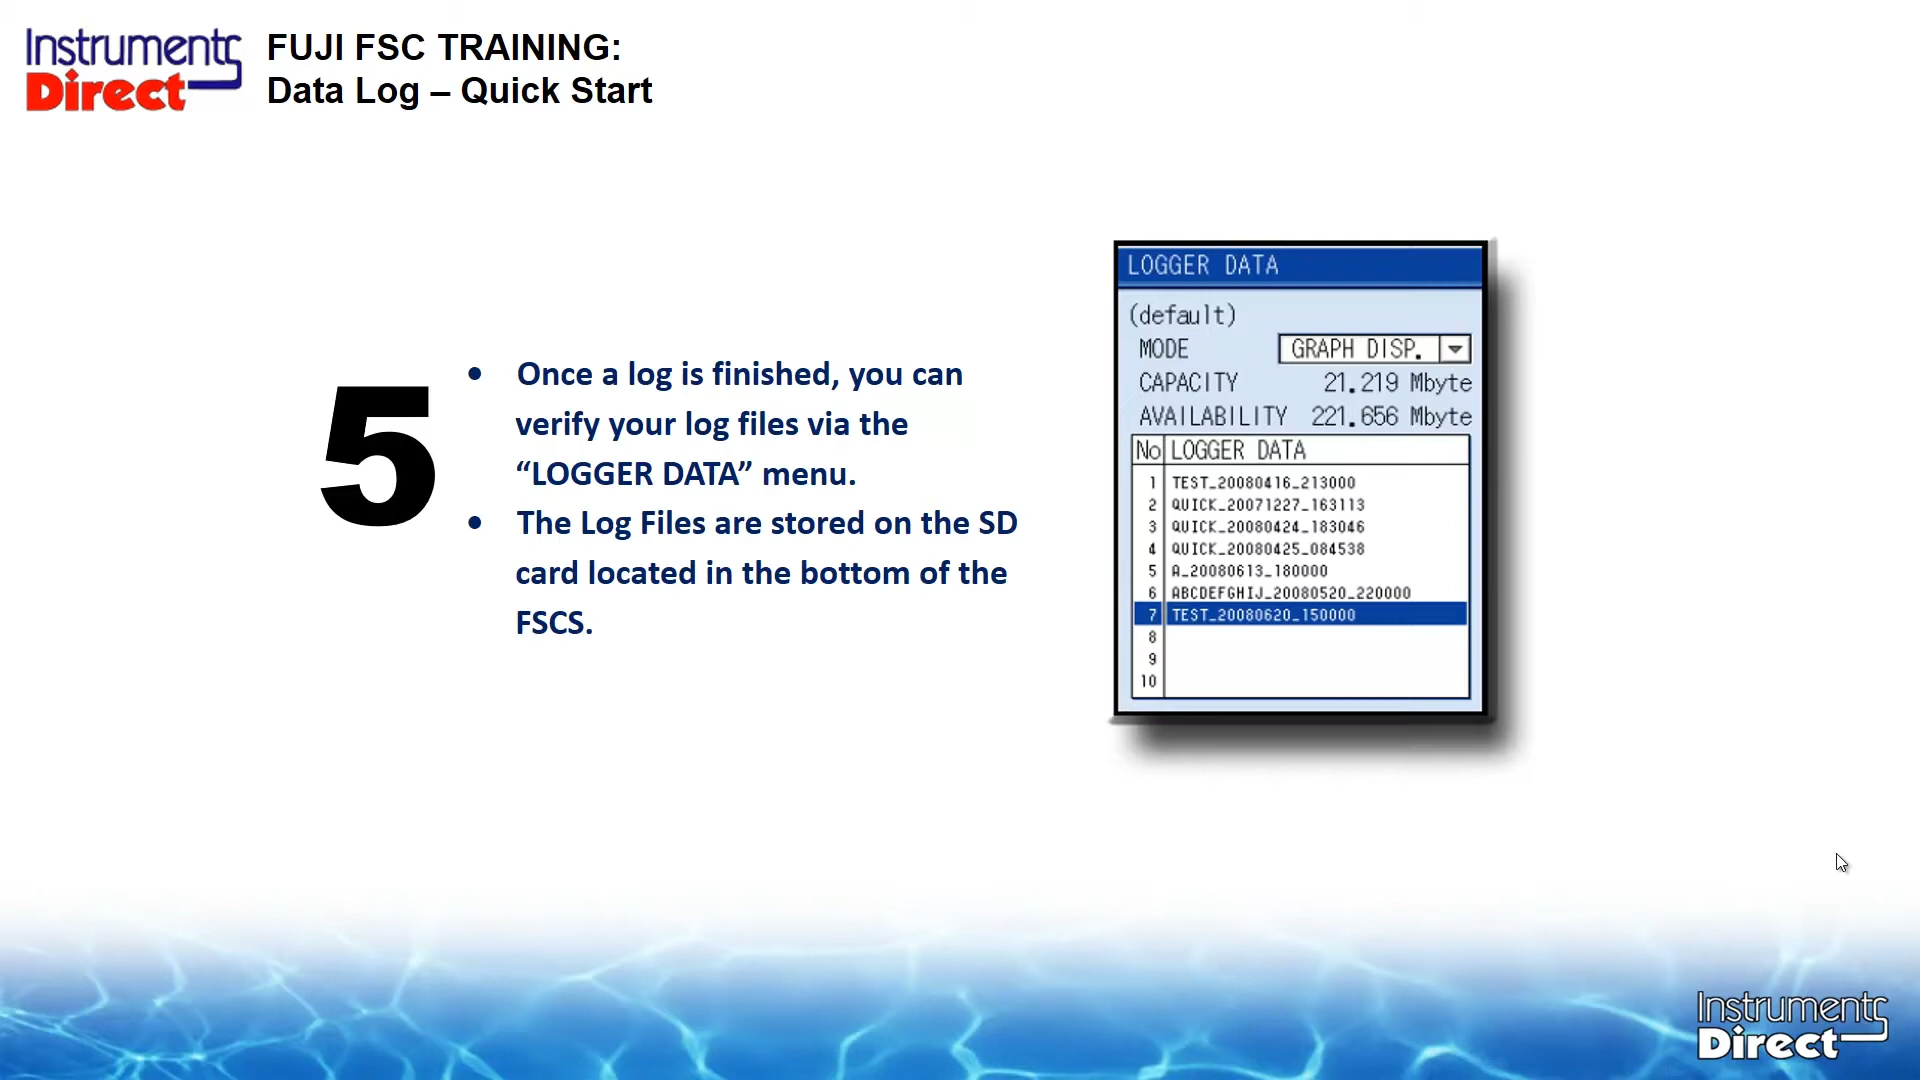 Instruments
Direct
FUJI FSC TRAINING:
Data Log – Quick Start
5
• Once a log is finished, you can
verify your log files via the
“LOGGER DATA” menu.
• The Log Files are stored on the SD
card located in the bottom of the
FSCS.
LOGGER DATA
(default)
MODE GRAPH DISP.
CAPACITY 21.219 Mbyte
AVAILABILITY 221.656 Mbyte
No LOGGER DATA
1 TEST_20080416_213000
2 QUICK_20071227_163113
3 QUICK_20080424_183046
4 QUICK_20080425_084538
5 A_20080613_180000
6 ABCDEFGHIJ_20080520_220000
7 TEST_20080620_150000
8
9
10
Instruments
Direct